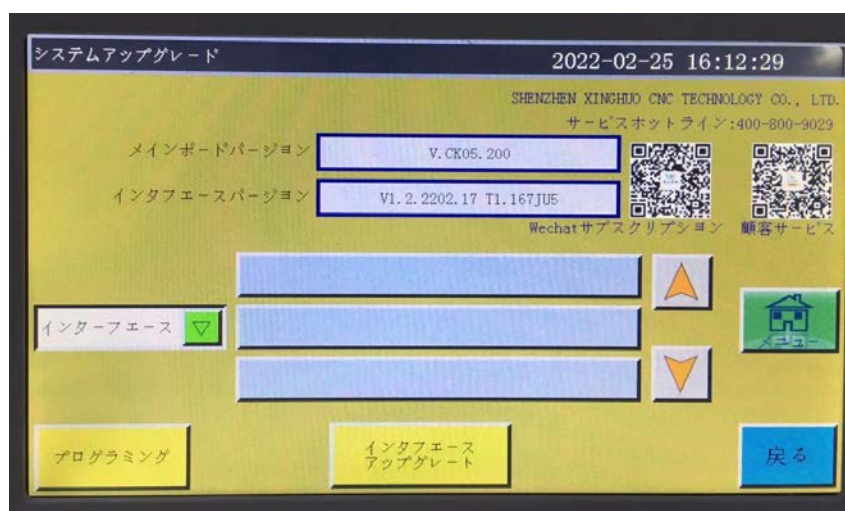 システムアップグレード 2022-02-25 16:12:29
SHENZHEN XINGHUO CNC TECHNOLOGY CO., LTD.
サービスホットライン:400-800-9029
メインボードバージョン V.CK05.200
インタフエースバージョン V1.2.2202.17 T1.167JU5
Wechatサブスクリプション 顧客サービス
インターフエース
メニュー
プログラミング
インタフエース
アップグレート
戻る